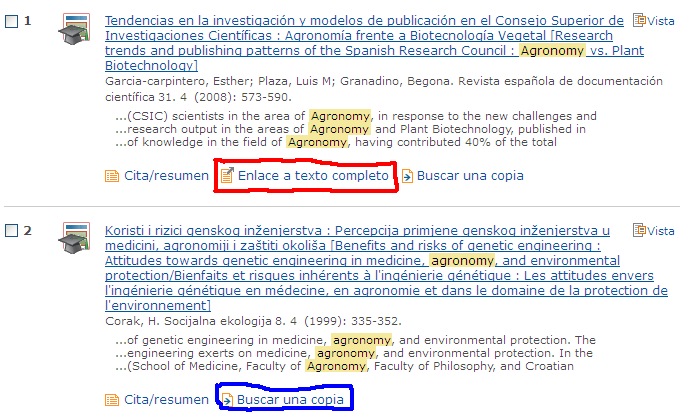 1 Tendencias en la investigación y modelos de publicación en el Consejo Superior de Vista
Investigaciones Científicas : Agronomía frente a Biotecnología Vegetal [Research
trends and publishing patterns of the Spanish Research Council : Agronomy vs. Plant
Biotechnology]
Garcia-carpintero, Esther; Plaza, Luis M; Granadino, Begona. Revista española de documentación
científica 31. 4 (2008): 573-590.
...(CSIC) scientists in the area of Agronomy, in response to the new challenges and
...research output in the areas of Agronomy and Plant Biotechnology, published in
...of knowledge in the field of Agronomy, having contributed 40% of the total
Cita/resumen Enlace a texto completo Buscar una copia
2 Koristi i rizici genskog inženjerstva : Percepcija primjene genskog inženjerstva u Vista
medicini, agronomiji i zaštiti okoliša [Benefits and risks of genetic engineering :
Attitudes towards genetic engineering in medicine, agronomy, and environmental
protection/Bienfaits et risques inhérents à l'ingénierie génétique : Les attitudes envers
l'ingénierie génétique en médecine, en agronomie et dans le domaine de la protection de
l'environnement]
Corak, H. Socijalna ekologija 8. 4 (1999): 335-352.
...of genetic engineering in medicine, agronomy, and environmental protection. The
...engineering exerts on medicine, agronomy, and environmental protection. In the
...(School of Medicine, Faculty of Agronomy, Faculty of Philosophy, and Croatian
Cita/resumen Buscar una copia